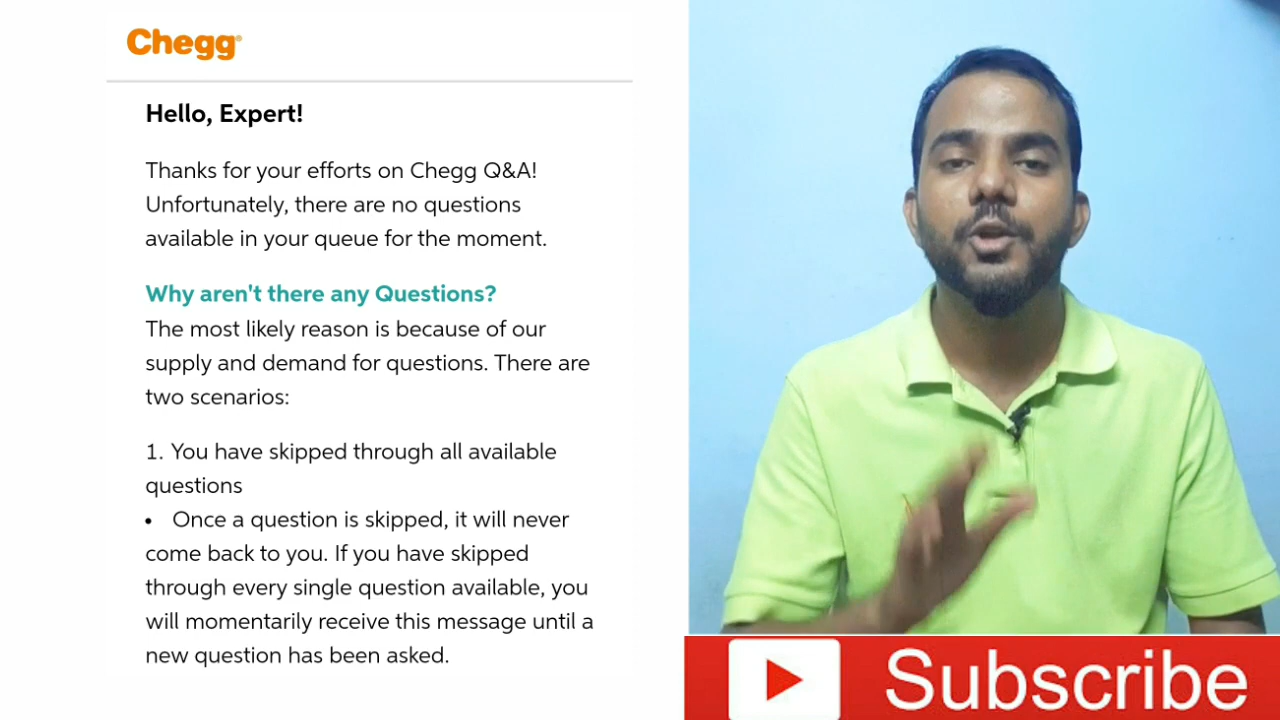 Chegg
Hello, Expert!
Thanks for your efforts on Chegg Q&A!
Unfortunately, there are no questions
available in your queue for the moment.
Why aren't there any Questions?
The most likely reason is because of our
supply and demand for questions. There are
two scenarios:
1. You have skipped through all available
questions
• Once a question is skipped, it will never
come back to you. If you have skipped
through every single question available, you
will momentarily receive this message until a
new question has been asked.
Subscribe